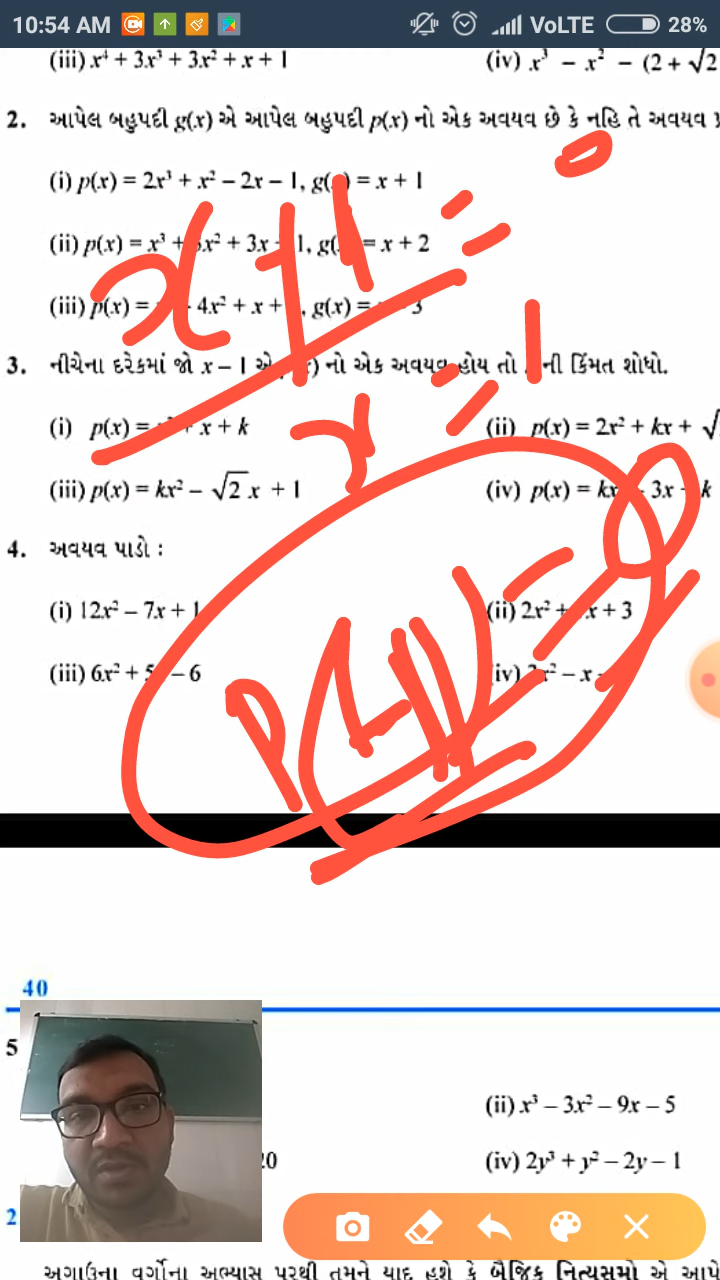 10:54 AM VoLTE 28%
(iii) x⁴ + 3x³ + 3x² + x + 1 (iv) x³ − x² − (2 + √2
2. આપેલ બહુપદી g(x) એ આપેલ બહુપદી p(x) નો એક અવયવ છે કે નહિ તે અવયવ
(i) p(x) = 2x³ + x² − 2x − 1, g( ) = x + 1
(ii) p(x) = x³ + x² + 3x 1, g( = x + 2
(iii) p(x) = 4x² + x + , g(x) = 3
x + 1 = 0
3. નીચેના દરેકમાં જો x − 1 એ ) નો એક અવયવ હોય તો ની કિંમત શોધો.
x = 1
(i) p(x) = + x + k (ii) p(x) = 2x² + kx + √
(iii) p(x) = kx² − √2 x + 1 (iv) p(x) = kx 3x k
4. અવયવ પાડો :
(i) 12x² − 7x + 1 (ii) 2x² + x + 3
(iii) 6x² + 5 − 6 (iv) x² − x
40
5
(ii) x³ − 3x² − 9x − 5
20 (iv) 2y³ + y² − 2y − 1
2
અગાઉના વર્ગોના અભ્યાસ પરથી તમને યાદ હશે કે બૈજિક નિત્યસમો એ આપે